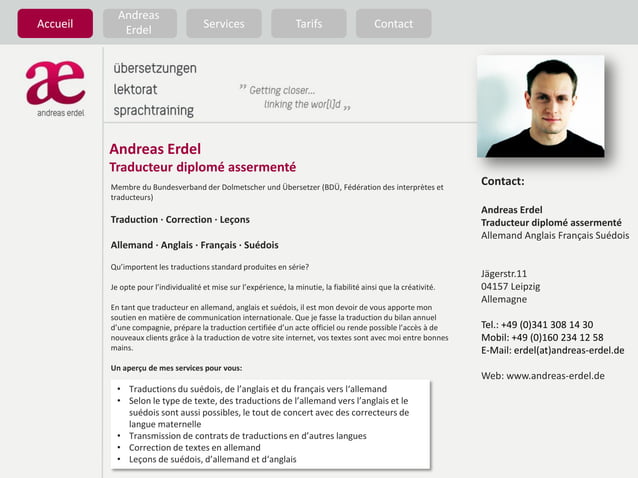 Accueil
Andreas
Erdel
Services
Tarifs
Contact
æ
andreas erdel
übersetzungen
lektorat
sprachtraining
” Getting closer...
linking the wor[l]d „
Andreas Erdel
Traducteur diplomé assermenté
Membre du Bundesverband der Dolmetscher und Übersetzer (BDÜ, Fédération des interprètes et
traducteurs)
Traduction · Correction · Leçons
Allemand · Anglais · Français · Suédois
Qu’importent les traductions standard produites en série?
Je opte pour l’individualité et mise sur l’expérience, la minutie, la fiabilité ainsi que la créativité.
En tant que traducteur en allemand, anglais et suédois, il est mon devoir de vous apporte mon
soutien en matière de communication internationale. Que je fasse la traduction du bilan annuel
d’une compagnie, prépare la traduction certifiée d’un acte officiel ou rende possible l’accès à de
nouveaux clients grâce à la traduction de votre site internet, vos textes sont avec moi entre bonnes
mains.
Un aperçu de mes services pour vous:
• Traductions du suédois, de l’anglais et du français vers l‘allemand
• Selon le type de texte, des traductions de l’allemand vers l’anglais et le
suédois sont aussi possibles, le tout de concert avec des correcteurs de
langue maternelle
• Transmission de contrats de traductions en d’autres langues
• Correction de textes en allemand
• Leçons de suédois, d’allemand et d‘anglais
Contact:
Andreas Erdel
Traducteur diplomé assermenté
Allemand Anglais Français Suédois
Jägerstr.11
04157 Leipzig
Allemagne
Tel.: +49 (0)341 308 14 30
Mobil: +49 (0)160 234 12 58
E-Mail: erdel(at)andreas-erdel.de
Web: www.andreas-erdel.de